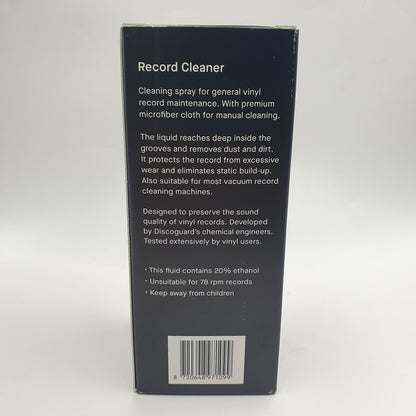 Record Cleaner
Cleaning spray for general vinyl
record maintenance. With premium
microfiber cloth for manual cleaning.
The liquid reaches deep inside the
grooves and removes dust and dirt.
It protects the record from excessive
wear and eliminates static build-up.
Also suitable for most vacuum record
cleaning machines.
Designed to preserve the sound
quality of vinyl records. Developed
by Discoguard's chemical engineers.
Tested extensively by vinyl users.
· This fluid contains 20% ethanol
· Unsuitable for 78 rpm records
· Keep away from children
8 720648 971099